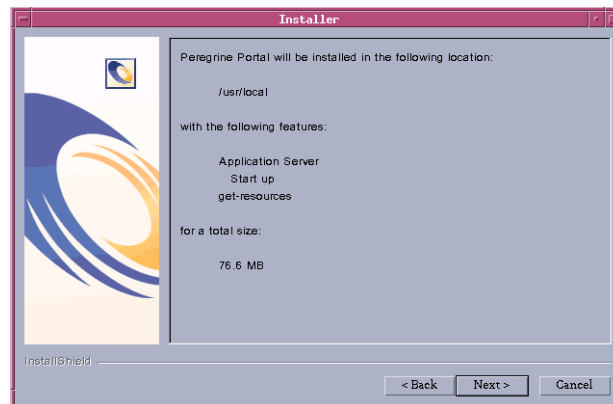 Installer
Peregrine Portal will be installed in the following location:
/usr/local
with the following features:
Application Server
Start up
get-resources
for a total size:
76.6 MB
InstallShield
< Back
Next >
Cancel